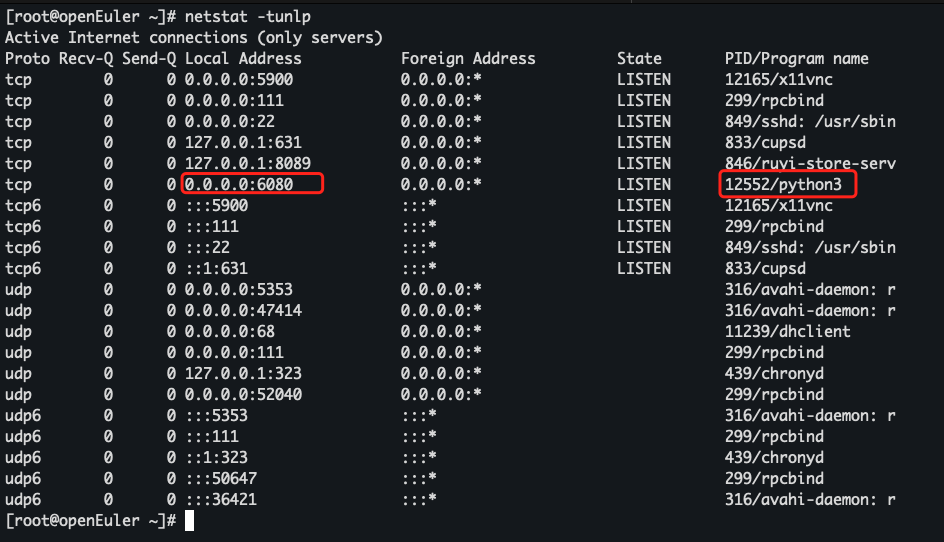 [root@openEuler ~]# netstat -tunlp
Active Internet connections (only servers)
Proto Recv-Q Send-Q Local Address           Foreign Address         State       PID/Program name
tcp        0      0 0.0.0.0:5900            0.0.0.0:*               LISTEN      12165/x11vnc
tcp        0      0 0.0.0.0:111             0.0.0.0:*               LISTEN      299/rpcbind
tcp        0      0 0.0.0.0:22              0.0.0.0:*               LISTEN      849/sshd: /usr/sbin
tcp        0      0 127.0.0.1:631           0.0.0.0:*               LISTEN      833/cupsd
tcp        0      0 127.0.0.1:8089          0.0.0.0:*               LISTEN      846/ruyi-store-serv
tcp        0      0 0.0.0.0:6080            0.0.0.0:*               LISTEN      12552/python3
tcp6       0      0 :::5900                 :::*                    LISTEN      12165/x11vnc
tcp6       0      0 :::111                  :::*                    LISTEN      299/rpcbind
tcp6       0      0 :::22                   :::*                    LISTEN      849/sshd: /usr/sbin
tcp6       0      0 ::1:631                 :::*                    LISTEN      833/cupsd
udp        0      0 0.0.0.0:5353            0.0.0.0:*                           316/avahi-daemon: r
udp        0      0 0.0.0.0:47414           0.0.0.0:*                           316/avahi-daemon: r
udp        0      0 0.0.0.0:68              0.0.0.0:*                           11239/dhclient
udp        0      0 0.0.0.0:111             0.0.0.0:*                           299/rpcbind
udp        0      0 127.0.0.1:323           0.0.0.0:*                           439/chronyd
udp        0      0 0.0.0.0:52040           0.0.0.0:*                           299/rpcbind
udp6       0      0 :::5353                 :::*                                316/avahi-daemon: r
udp6       0      0 :::111                  :::*                                299/rpcbind
udp6       0      0 ::1:323                 :::*                                439/chronyd
udp6       0      0 :::50647                :::*                                299/rpcbind
udp6       0      0 :::36421                :::*                                316/avahi-daemon: r
[root@openEuler ~]#